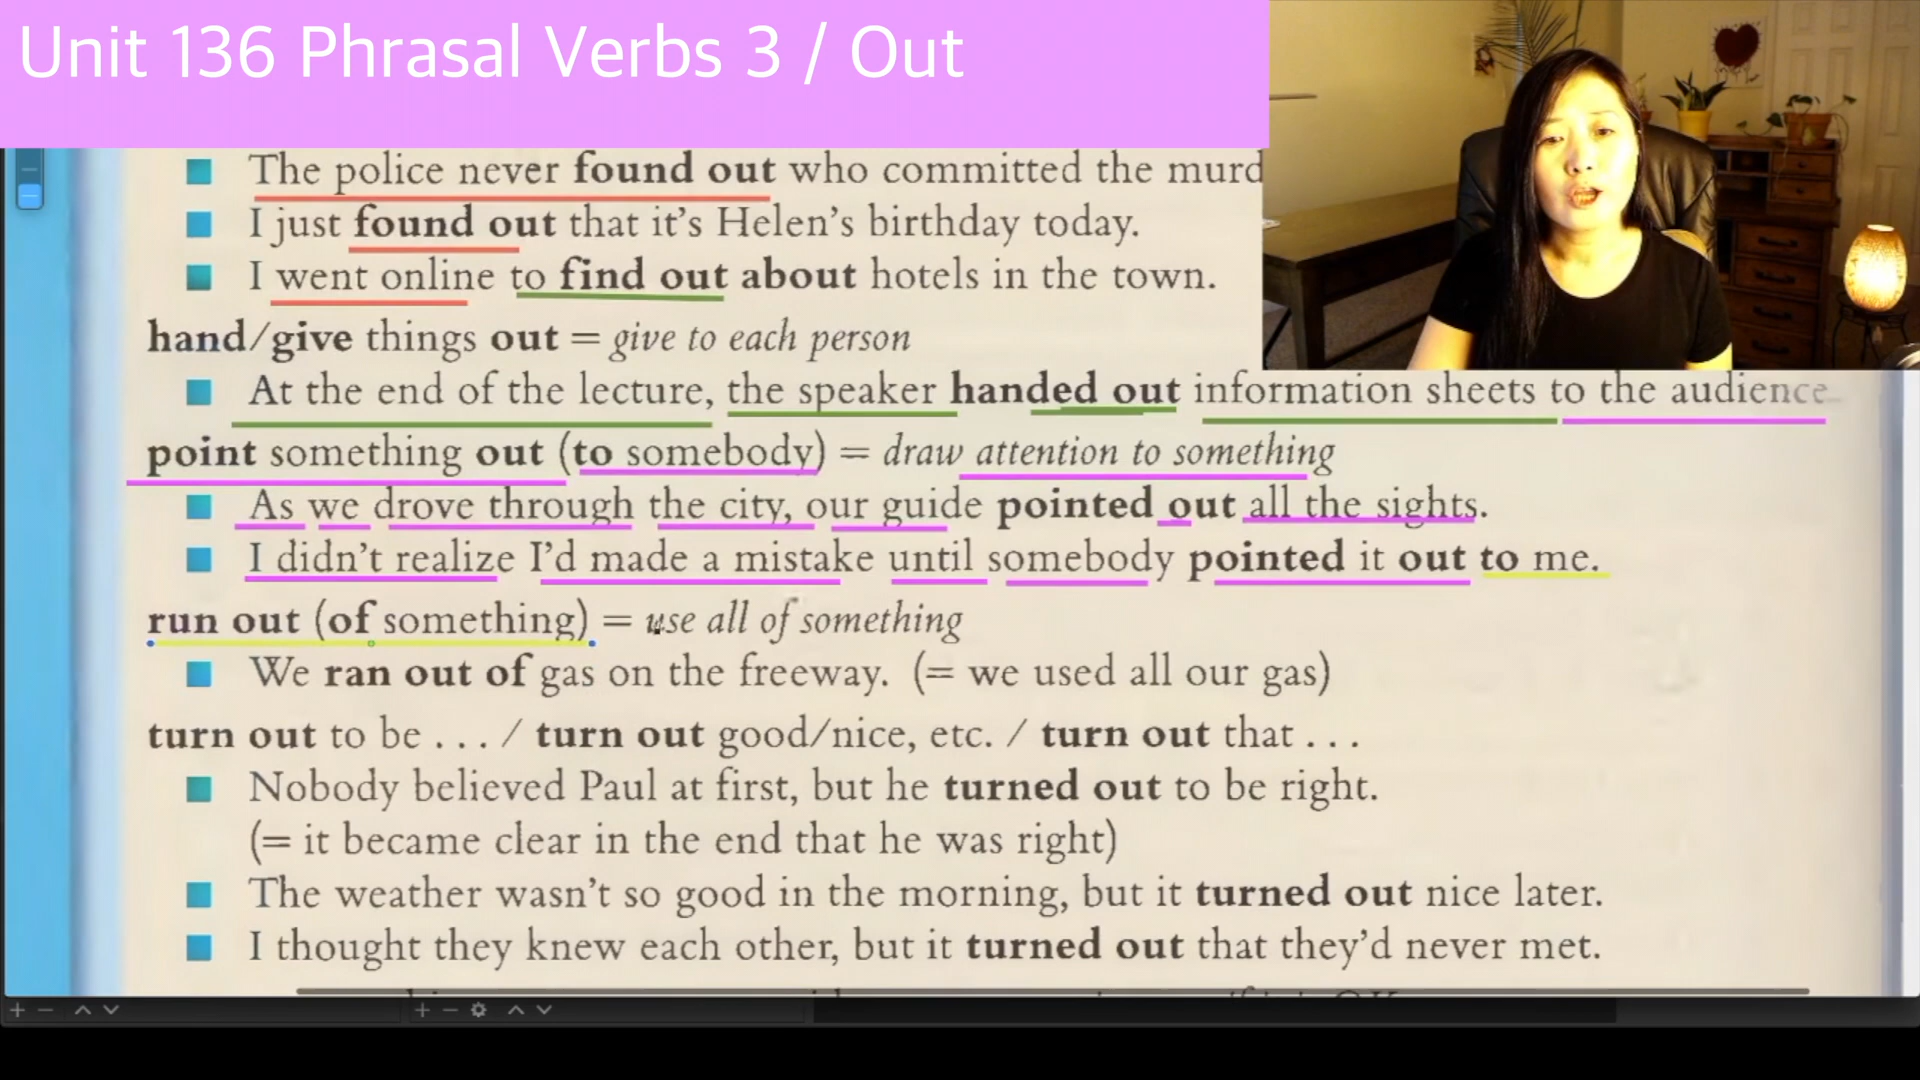 Unit 136 Phrasal Verbs 3 / Out
The police never found out who committed the murd
I just found out that it's Helen's birthday today.
I went online to find out about hotels in the town.
hand/give things out = give to each person
At the end of the lecture, the speaker handed out information sheets to the audience
point something out (to somebody) = draw attention to something
As we drove through the city, our guide pointed out all the sights.
I didn't realize I'd made a mistake until somebody pointed it out to me.
run out (of something) = use all of something
We ran out of gas on the freeway. (= we used all our gas)
turn out to be . . . / turn out good/nice, etc. / turn out that . . .
Nobody believed Paul at first, but he turned out to be right.
(= it became clear in the end that he was right)
The weather wasn't so good in the morning, but it turned out nice later.
I thought they knew each other, but it turned out that they'd never met.